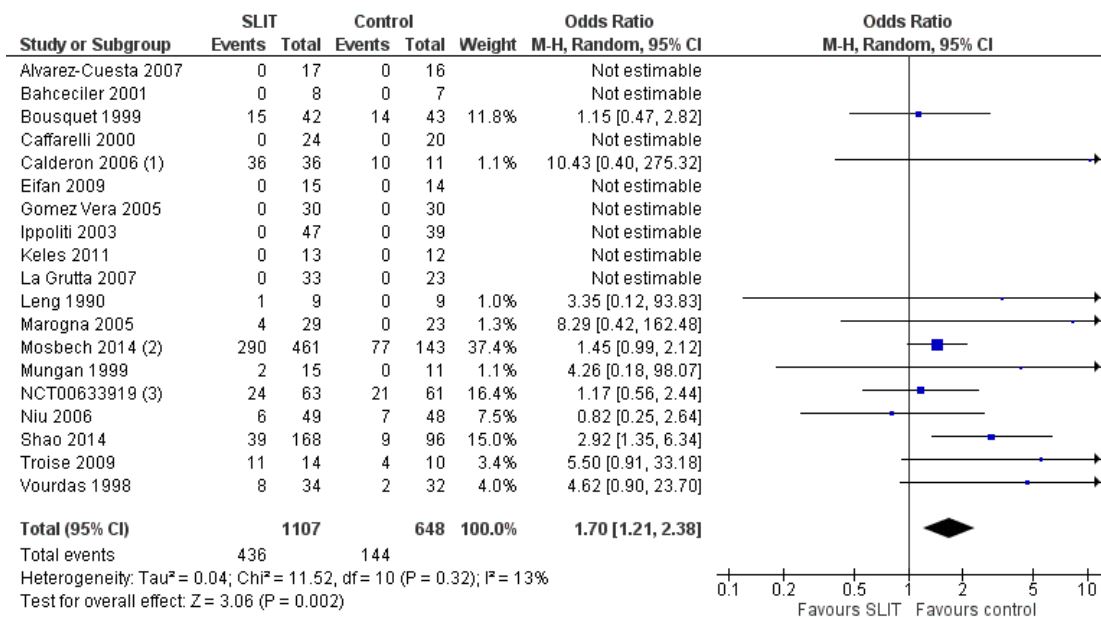 SLIT Control Odds Ratio Odds Ratio
Study or Subgroup Events Total Events Total Weight M-H, Random, 95% CI M-H, Random, 95% CI
Alvarez-Cuesta 2007 0 17 0 16 Not estimable
Bahceciler 2001 0 8 0 7 Not estimable
Bousquet 1999 15 42 14 43 11.8% 1.15 [0.47, 2.82]
Caffarelli 2000 0 24 0 20 Not estimable
Calderon 2006 (1) 36 36 10 11 1.1% 10.43 [0.40, 275.32]
Eifan 2009 0 15 0 14 Not estimable
Gomez Vera 2005 0 30 0 30 Not estimable
Ippoliti 2003 0 47 0 39 Not estimable
Keles 2011 0 13 0 12 Not estimable
La Grutta 2007 0 33 0 23 Not estimable
Leng 1990 1 9 0 9 1.0% 3.35 [0.12, 93.83]
Marogna 2005 4 29 0 23 1.3% 8.29 [0.42, 162.48]
Mosbech 2014 (2) 290 461 77 143 37.4% 1.45 [0.99, 2.12]
Mungan 1999 2 15 0 11 1.1% 4.26 [0.18, 98.07]
NCT00633919 (3) 24 63 21 61 16.4% 1.17 [0.56, 2.44]
Niu 2006 6 49 7 48 7.5% 0.82 [0.25, 2.64]
Shao 2014 39 168 9 96 15.0% 2.92 [1.35, 6.34]
Troise 2009 11 14 4 10 3.4% 5.50 [0.91, 33.18]
Vourdas 1998 8 34 2 32 4.0% 4.62 [0.90, 23.70]
Total (95% CI) 1107 648 100.0% 1.70 [1.21, 2.38]
Total events 436 144
Heterogeneity: Tau² = 0.04; Chi² = 11.52, df = 10 (P = 0.32); I² = 13%
Test for overall effect: Z = 3.06 (P = 0.002)
0.1 0.2 0.5 1 2 5 10
Favours SLIT Favours control